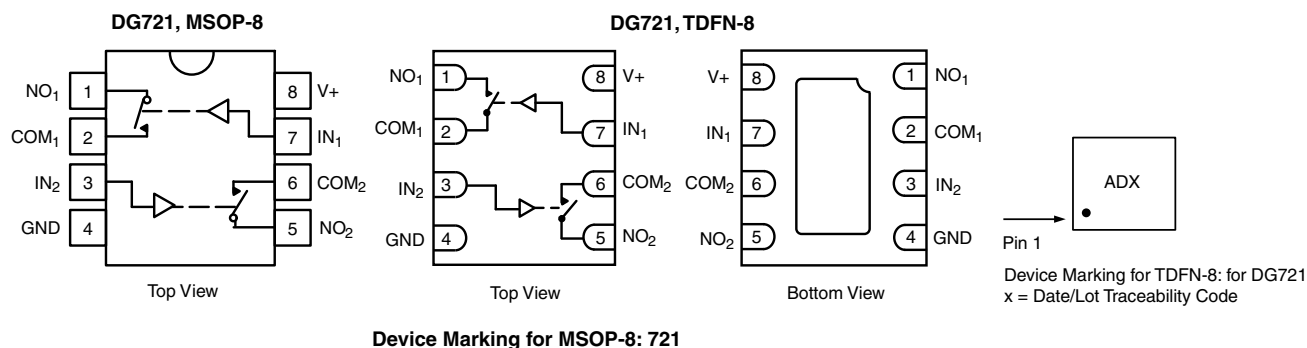 DG721, MSOP-8
NO1 1 8 V+
COM1 2 7 IN1
IN2 3 6 COM2
GND 4 5 NO2
Top View
DG721, TDFN-8
NO1 1 8 V+
COM1 2 7 IN1
IN2 3 6 COM2
GND 4 5 NO2
Top View
V+ 8 1 NO1
IN1 7 2 COM1
COM2 6 3 IN2
NO2 5 4 GND
Bottom View
ADX
Pin 1
Device Marking for TDFN-8: for DG721
x = Date/Lot Traceability Code
Device Marking for MSOP-8: 721